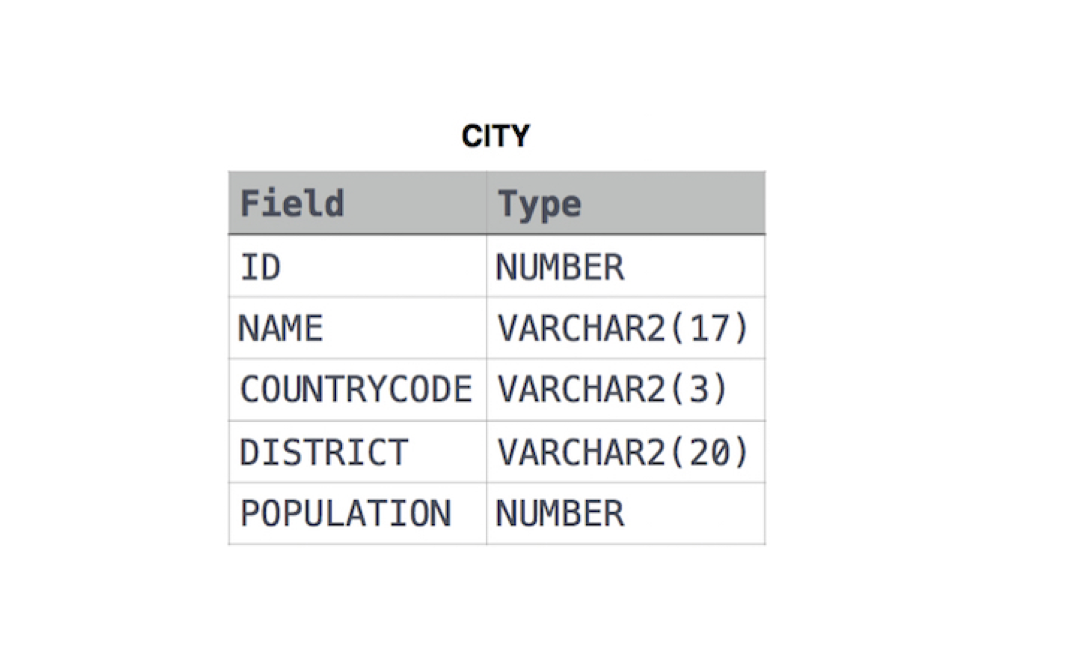 CITY
Field Type
ID NUMBER
NAME VARCHAR2(17)
COUNTRYCODE VARCHAR2(3)
DISTRICT VARCHAR2(20)
POPULATION NUMBER